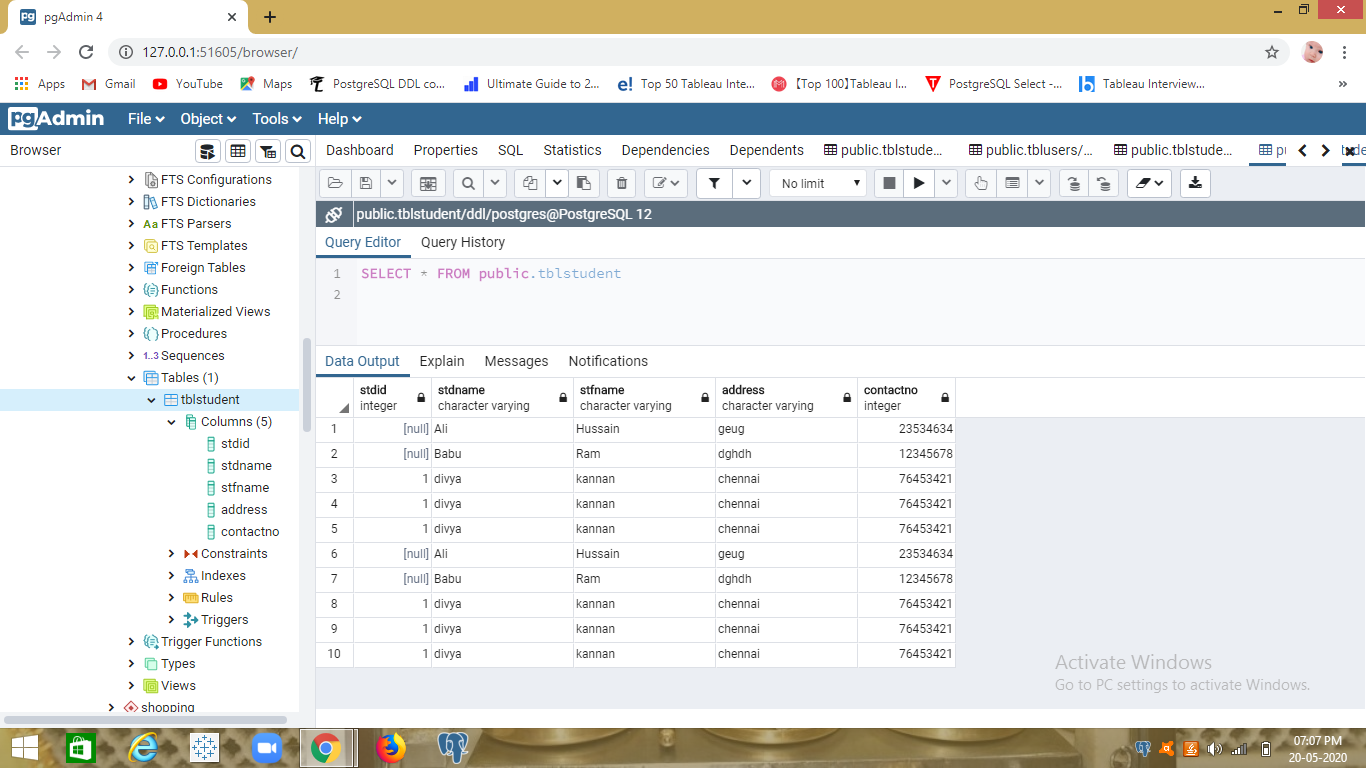 pgAdmin 4
127.0.0.1:51605/browser/
Apps Gmail YouTube Maps PostgreSQL DDL co... Ultimate Guide to 2... Top 50 Tableau Inte... 【Top 100】Tableau I... PostgreSQL Select -... Tableau Interview... »
pgAdmin File Object Tools Help
Browser
Dashboard Properties SQL Statistics Dependencies Dependents public.tblstude... public.tblusers/... public.tblstude...
FTS Configurations
FTS Dictionaries
FTS Parsers
FTS Templates
Foreign Tables
Functions
Materialized Views
Procedures
1..3 Sequences
Tables (1)
tblstudent
Columns (5)
stdid
stdname
stfname
address
contactno
Constraints
Indexes
Rules
Triggers
Trigger Functions
Types
Views
shopping
No limit
public.tblstudent/ddl/postgres@PostgreSQL 12
Query Editor Query History
1 SELECT * FROM public.tblstudent
2
Data Output Explain Messages Notifications
stdid stdname stfname address contactno
integer character varying character varying character varying integer
1 [null] Ali Hussain geug 23534634
2 [null] Babu Ram dghdh 12345678
3 1 divya kannan chennai 76453421
4 1 divya kannan chennai 76453421
5 1 divya kannan chennai 76453421
6 [null] Ali Hussain geug 23534634
7 [null] Babu Ram dghdh 12345678
8 1 divya kannan chennai 76453421
9 1 divya kannan chennai 76453421
10 1 divya kannan chennai 76453421
Activate Windows
Go to PC settings to activate Windows.
07:07 PM
20-05-2020